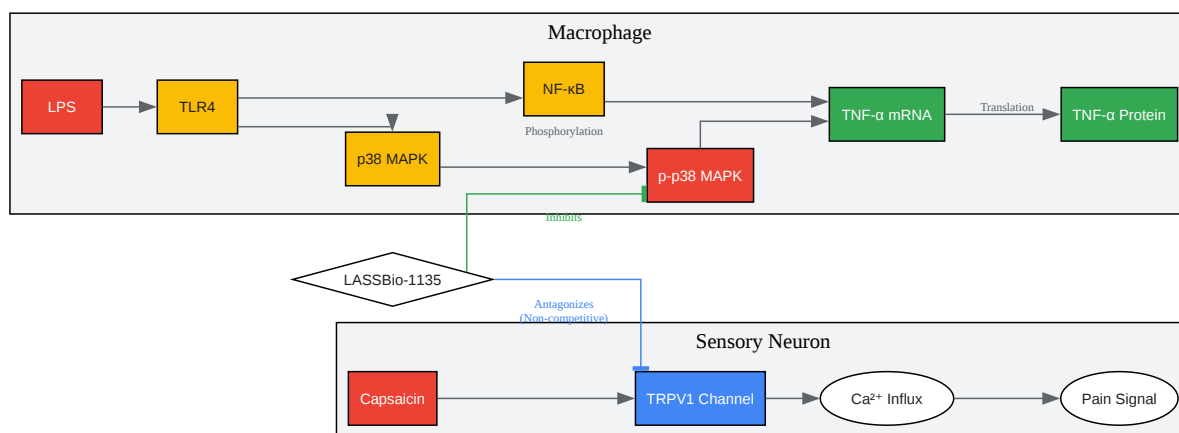 Macrophage
LPS
TLR4
NF-κB
TNF-α mRNA
Translation
TNF-α Protein
Phosphorylation
p38 MAPK
p-p38 MAPK
Inhibits
LASSBio-1135
Antagonizes
(Non-competitive)
Sensory Neuron
Capsaicin
TRPV1 Channel
Ca²⁺ Influx
Pain Signal